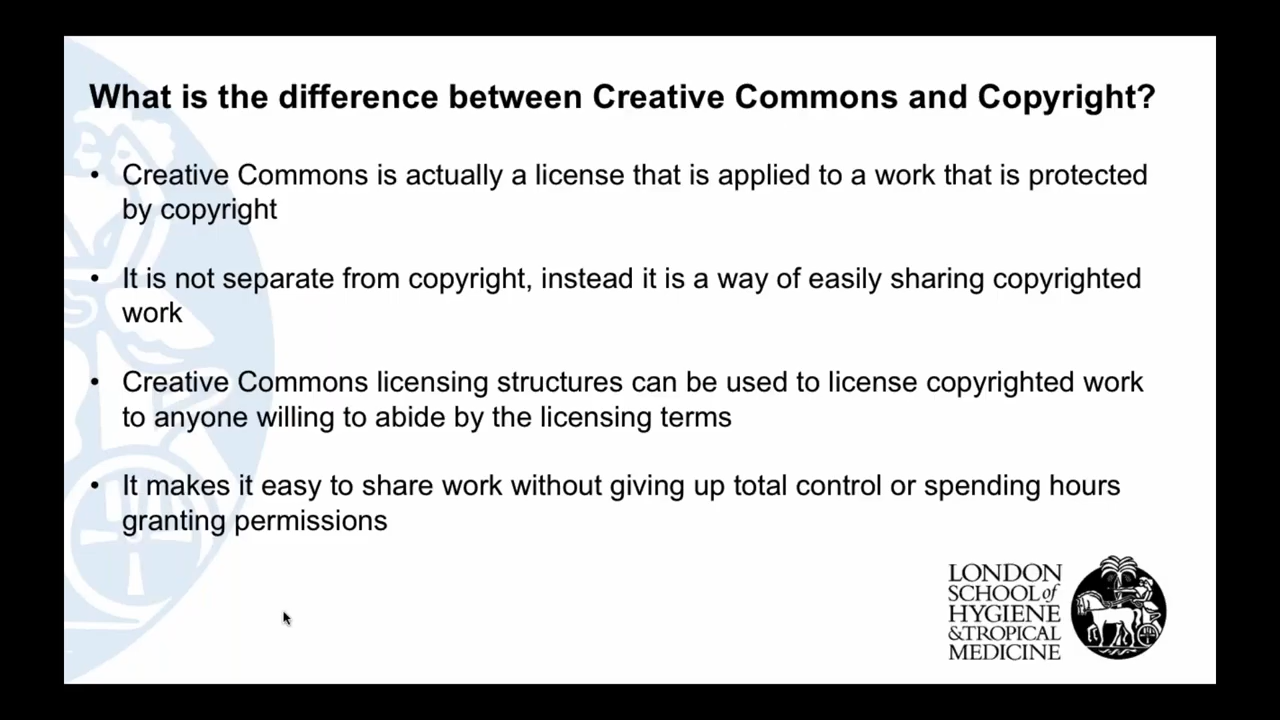 What is the difference between Creative Commons and Copyright?
• Creative Commons is actually a license that is applied to a work that is protected
by copyright
• It is not separate from copyright, instead it is a way of easily sharing copyrighted
work
• Creative Commons licensing structures can be used to license copyrighted work
to anyone willing to abide by the licensing terms
• It makes it easy to share work without giving up total control or spending hours
granting permissions
LONDON
SCHOOL of
HYGIENE
&TROPICAL
MEDICINE